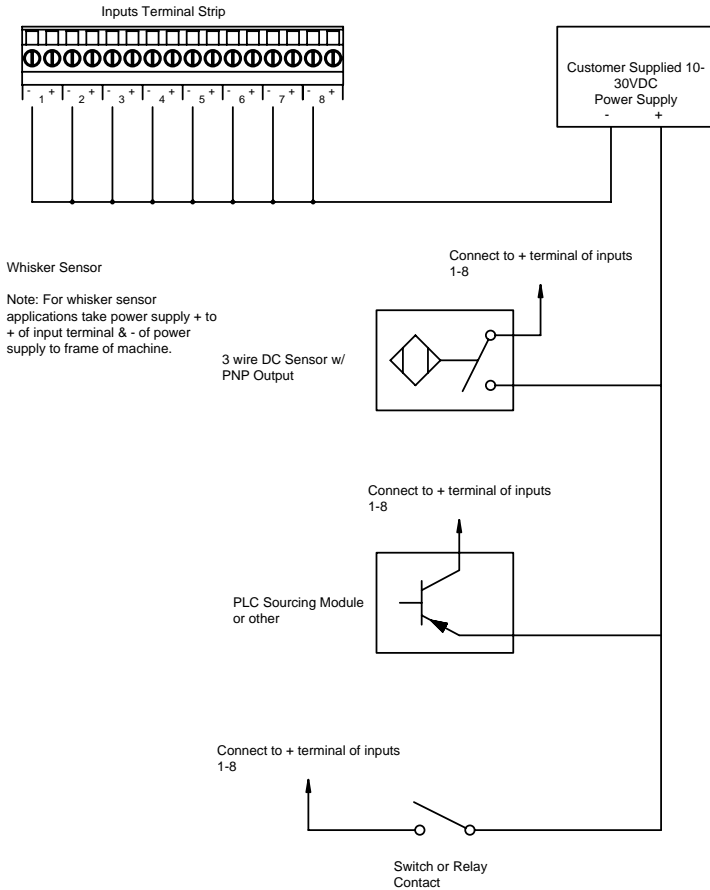 Inputs Terminal Strip
- 1 + - 2 + - 3 + - 4 + - 5 + - 6 + - 7 + - 8 +
Customer Supplied 10-
30VDC
Power Supply
- +
Whisker Sensor
Note: For whisker sensor
applications take power supply + to
+ of input terminal & - of power
supply to frame of machine.
Connect to + terminal of inputs
1-8
3 wire DC Sensor w/
PNP Output
Connect to + terminal of inputs
1-8
PLC Sourcing Module
or other
Connect to + terminal of inputs
1-8
Switch or Relay
Contact